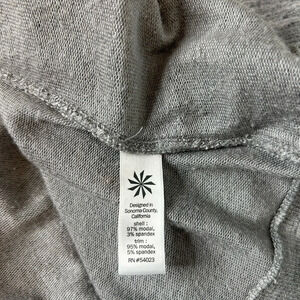 Designed in
Sonoma County,
California
shell :
97% modal,
3% spandex
trim :
95% modal,
5% spandex
RN #54023